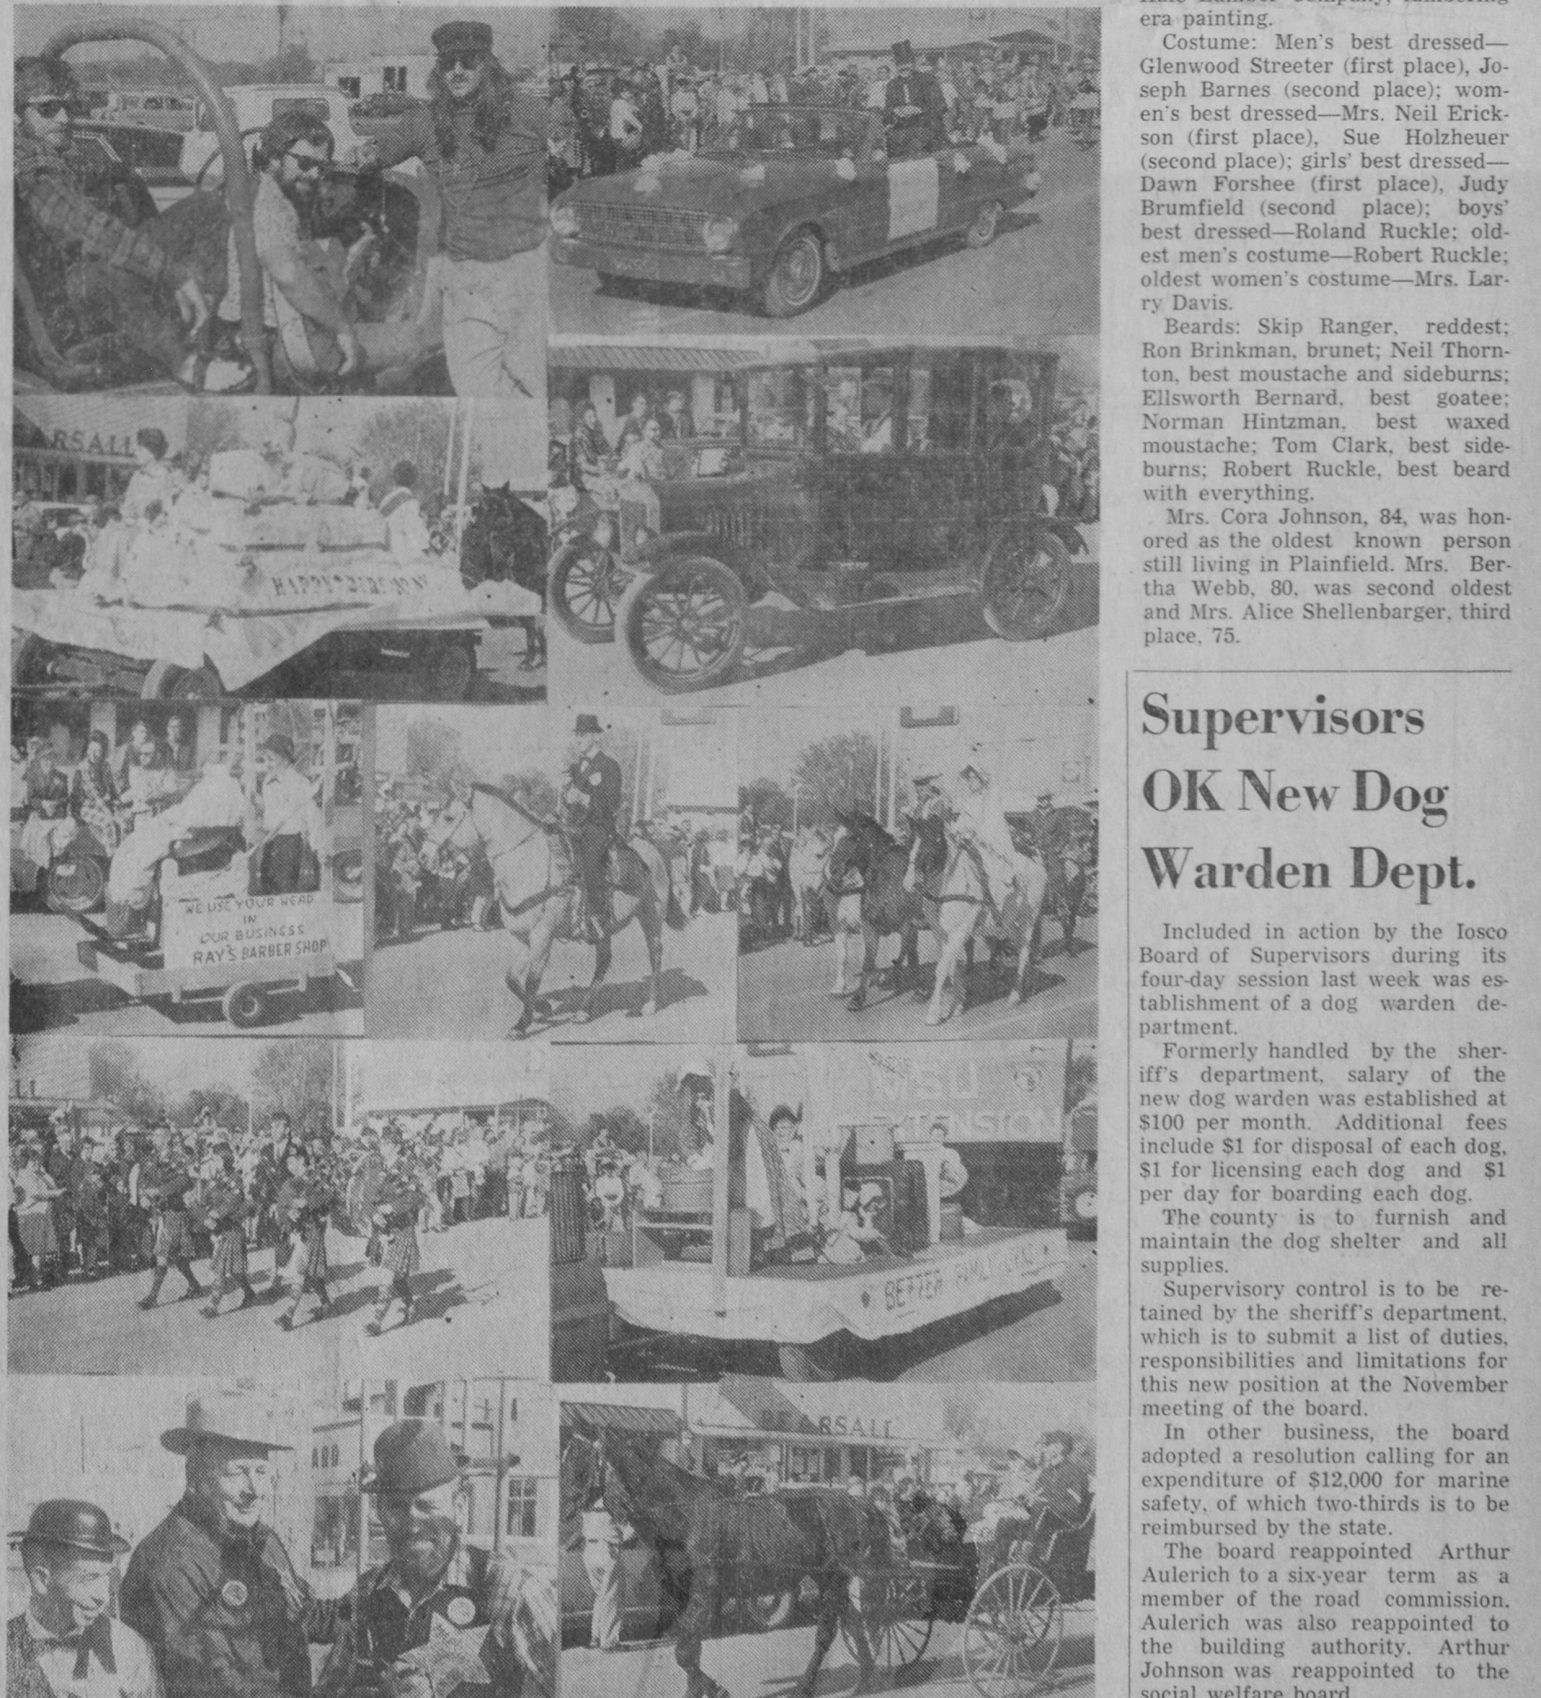 EARSALL
HAPPY BIRTHDAY
WE USE YOUR HEAD
IN
OUR BUSINESS
RAY'S BARBER SHOP
LL
MSU
EXTENSION
BETTER FAMILY LIVING
PEARSALL
era painting.
Costume: Men's best dressed—
Glenwood Streeter (first place), Jo-
seph Barnes (second place); wom-
en's best dressed—Mrs. Neil Erick-
son (first place), Sue Holzheuer
(second place); girls' best dressed—
Dawn Forshee (first place), Judy
Brumfield (second place); boys'
best dressed—Roland Ruckle; old-
est men's costume—Robert Ruckle;
oldest women's costume—Mrs. Lar-
ry Davis.
Beards: Skip Ranger, reddest;
Ron Brinkman, brunet; Neil Thorn-
ton, best moustache and sideburns;
Ellsworth Bernard, best goatee;
Norman Hintzman, best waxed
moustache; Tom Clark, best side-
burns; Robert Ruckle, best beard
with everything.
Mrs. Cora Johnson, 84, was hon-
ored as the oldest known person
still living in Plainfield. Mrs. Ber-
tha Webb, 80, was second oldest
and Mrs. Alice Shellenbarger, third
place, 75.
Supervisors
OK New Dog
Warden Dept.
Included in action by the Iosco
Board of Supervisors during its
four-day session last week was es-
tablishment of a dog warden de-
partment.
Formerly handled by the sher-
iff's department, salary of the
new dog warden was established at
$100 per month. Additional fees
include $1 for disposal of each dog,
$1 for licensing each dog and $1
per day for boarding each dog.
The county is to furnish and
maintain the dog shelter and all
supplies.
Supervisory control is to be re-
tained by the sheriff's department,
which is to submit a list of duties,
responsibilities and limitations for
this new position at the November
meeting of the board.
In other business, the board
adopted a resolution calling for an
expenditure of $12,000 for marine
safety, of which two-thirds is to be
reimbursed by the state.
The board reappointed Arthur
Aulerich to a six-year term as a
member of the road commission.
Aulerich was also reappointed to
the building authority. Arthur
Johnson was reappointed to the
social welfare board